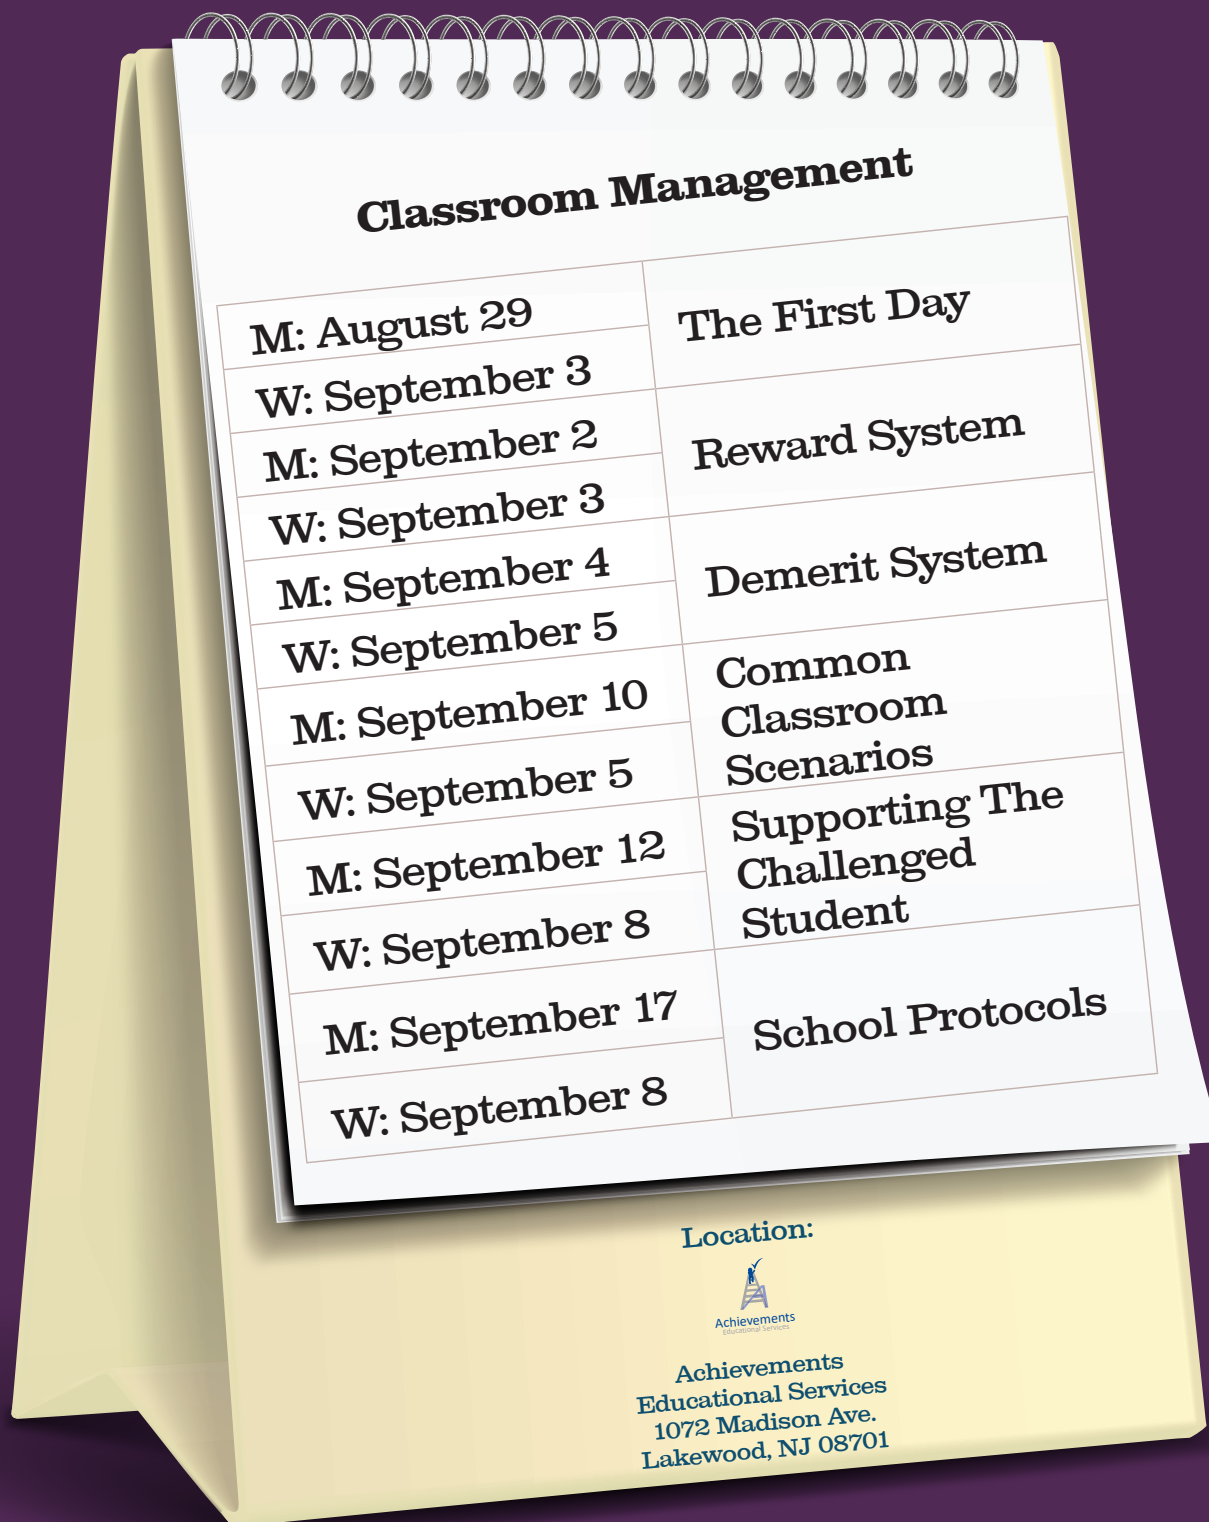 Classroom Management
M: August 29
The First Day
W: September 3
M: September 2
Reward System
W: September 3
M: September 4
Demerit System
W: September 5
M: September 10
Common
Classroom
Scenarios
W: September 5
M: September 12
Supporting The
Challenged
Student
W: September 8
M: September 17
School Protocols
W: September 8
Location:
Achievements
Educational Services
Achievements
Educational Services
1072 Madison Ave.
Lakewood, NJ 08701